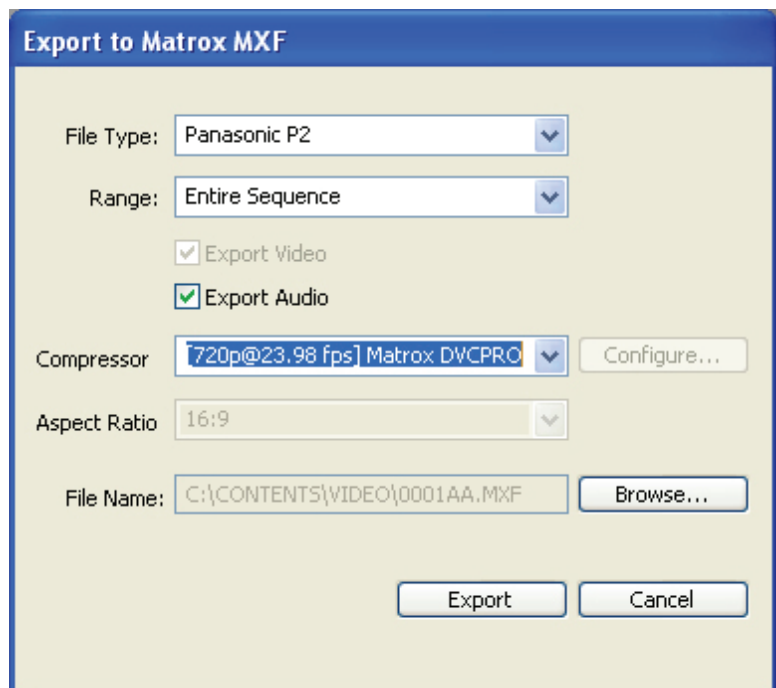 Export to Matrox MXF
File Type: Panasonic P2
Range: Entire Sequence
Export Video
Export Audio
Compressor [720p@23.98 fps] Matrox DVCPRO Configure...
Aspect Ratio 16:9
File Name: C:\CONTENTS\VIDEO\0001AA.MXF Browse...
Export Cancel